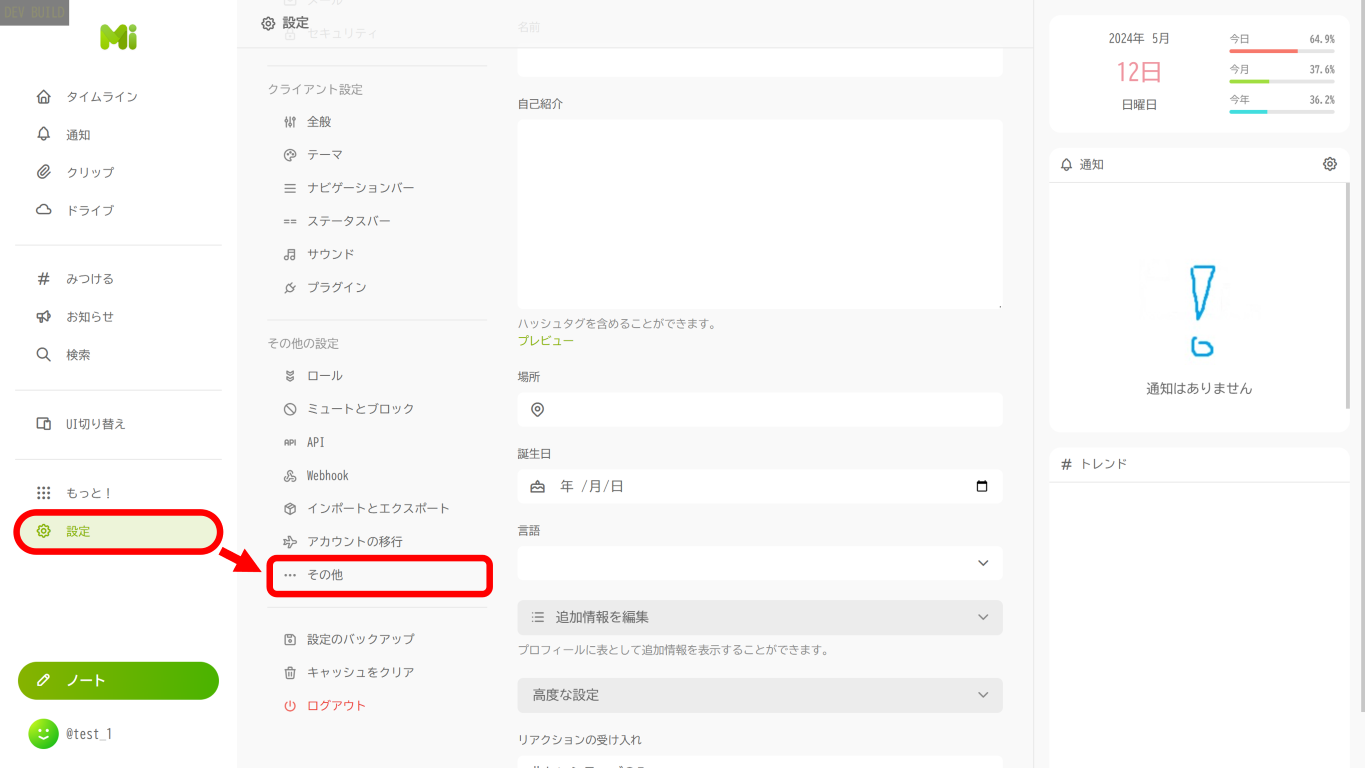 DEV BUILD
Mi
タイムライン
通知
クリップ
ドライブ
みつける
お知らせ
検索
UI切り替え
もっと！
設定
ノート
@test_1
設定
メール
セキュリティ
クライアント設定
全般
テーマ
ナビゲーションバー
ステータスバー
サウンド
プラグイン
その他の設定
ロール
ミュートとブロック
API API
Webhook
インポートとエクスポート
アカウントの移行
その他
設定のバックアップ
キャッシュをクリア
ログアウト
名前
自己紹介
ハッシュタグを含めることができます。
プレビュー
場所
誕生日
年 /月/日
言語
追加情報を編集
プロフィールに表として追加情報を表示することができます。
高度な設定
リアクションの受け入れ
2024年 5月
12日
日曜日
今日 64.9%
今月 37.6%
今年 36.2%
通知
通知はありません
トレンド